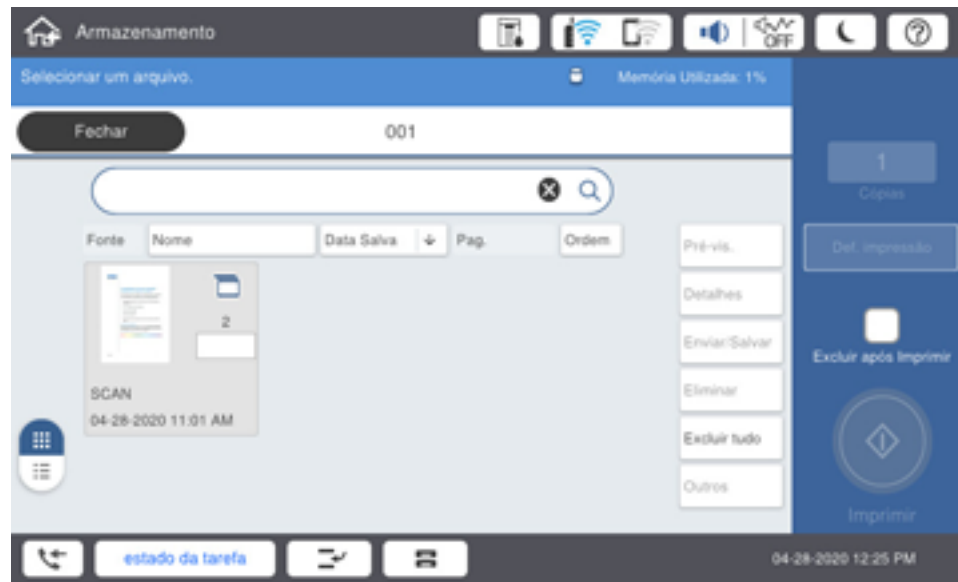 Armazenamento
OFF
Selecionar um arquivo.
Memória Utilizada: 1%
Fechar
001
1
Cópias
Fonte
Nome
Data Salva
Pag.
Ordem
Pré-vis.
Def. impressão
Detalhes
2
Enviar/Salvar
Excluir após Imprimir
SCAN
Eliminar
04-28-2020 11:01 AM
Excluir tudo
Outros
Imprimir
estado da tarefa
04-28-2020 12:25 PM